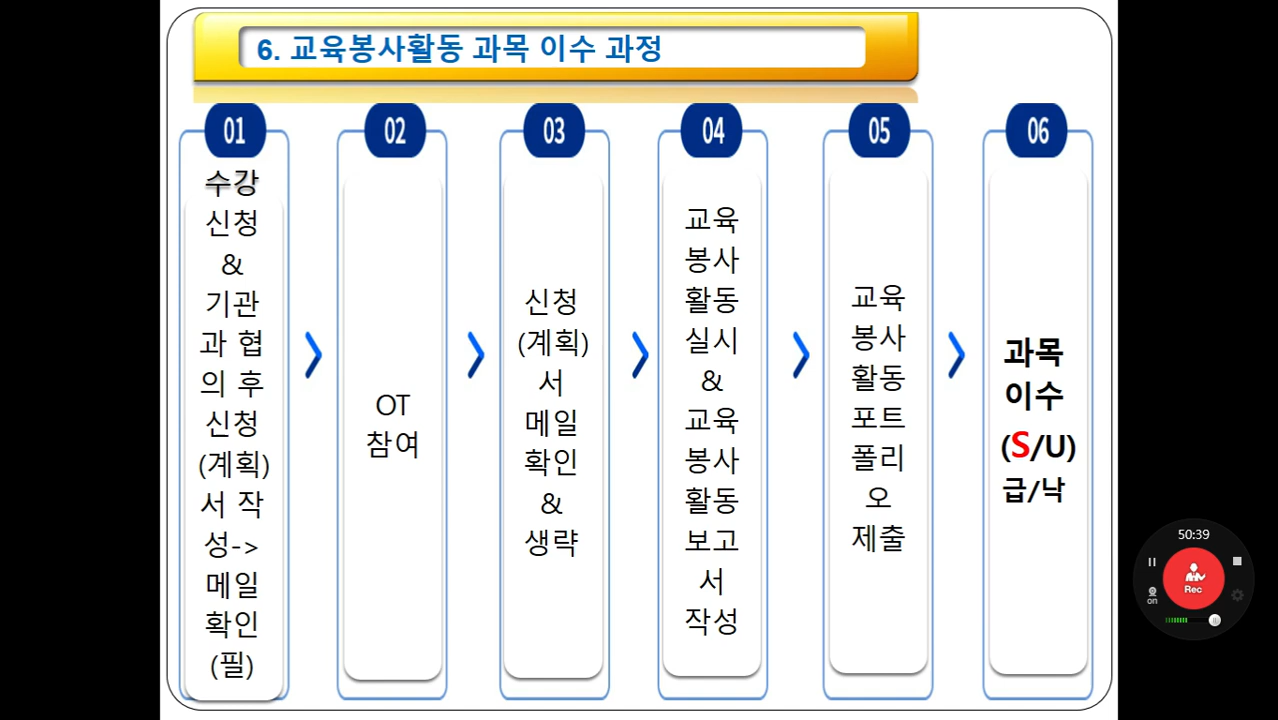 6. 교육봉사활동 과목 이수 과정
01
수강
신청
&
기관
과 협
의 후
신청
(계획)
서 작
성->
메일
확인
(필)
02
OT
참여
03
신청
(계획)
서
메일
확인
&
생략
04
교육
봉사
활동
실시
&
교육
봉사
활동
보고
서
작성
05
교육
봉사
활동
포트
폴리
오
제출
06
과목
이수
(S/U)
급/낙
50:39
Rec
on